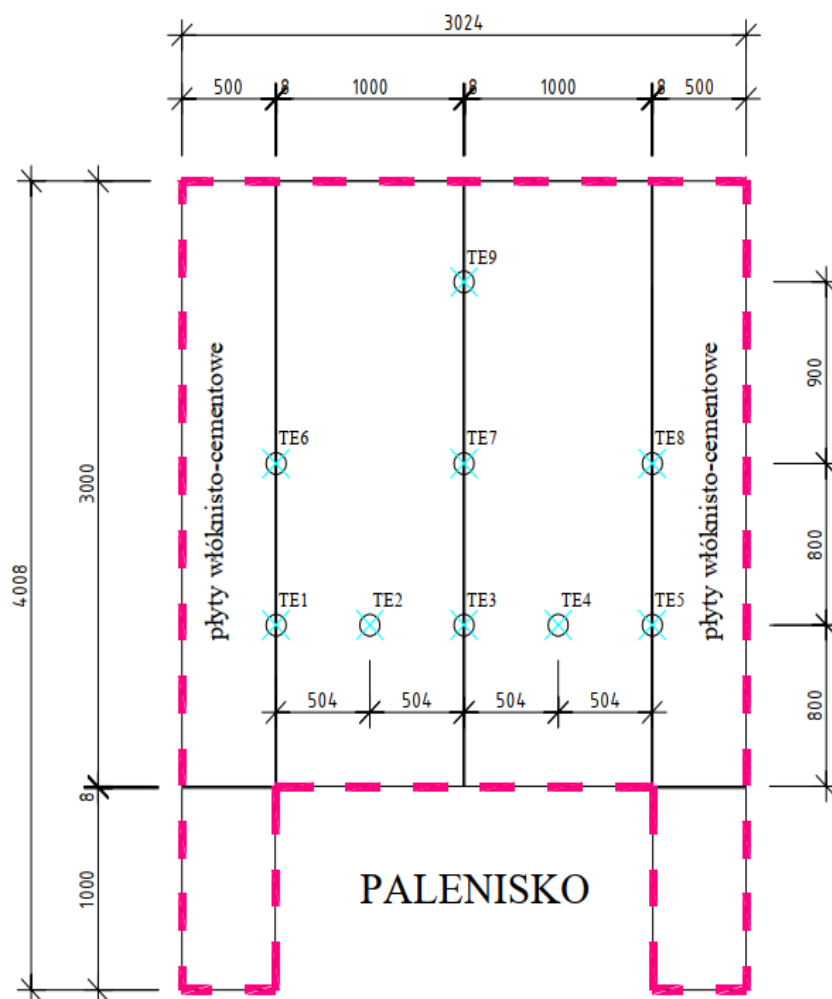 3024
500
8
1000
8
1000
8
500
TE9
900
płyty włóknisto-cementowe
płyty włóknisto-cementowe
TE6
TE7
TE8
3000
4008
800
TE1
TE2
TE3
TE4
TE5
504
504
504
504
800
8
1000
PALENISKO